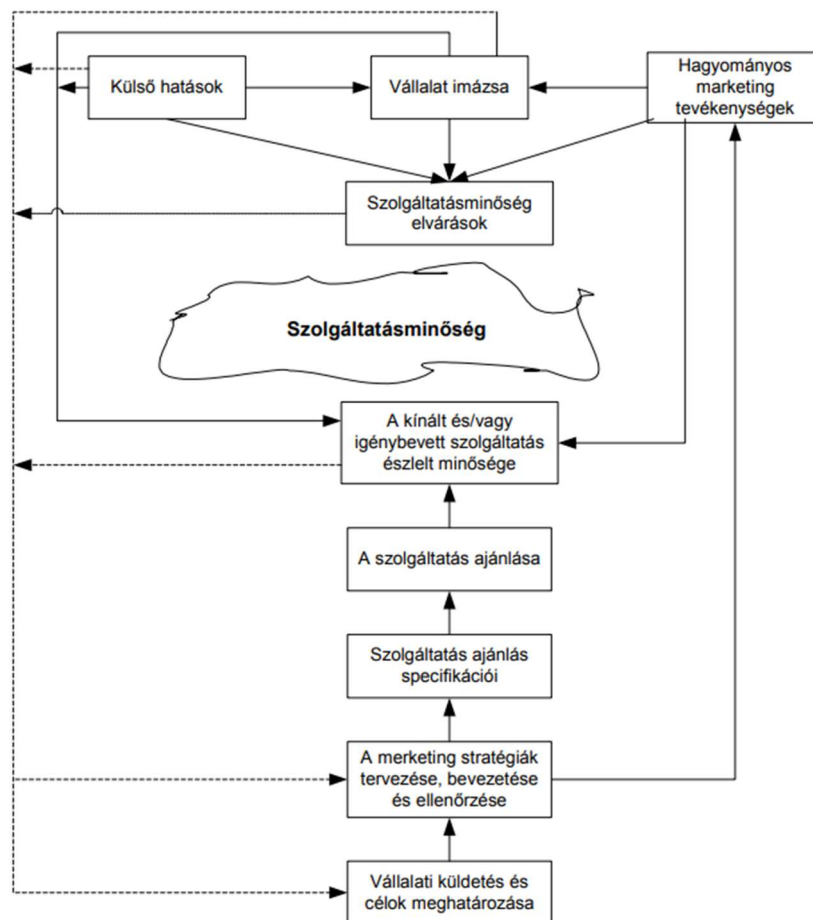 Külső hatások
Vállalat imázsa
Hagyományos
marketing
tevékenységek
Szolgáltatásminőség
elvárások
Szolgáltatásminőség
A kínált és/vagy
igénybevett szolgáltatás
észlelt minősége
A szolgáltatás ajánlása
Szolgáltatás ajánlás
specifikációi
A merketing stratégiák
tervezése, bevezetése
és ellenőrzése
Vállalati küldetés és
célok meghatározása